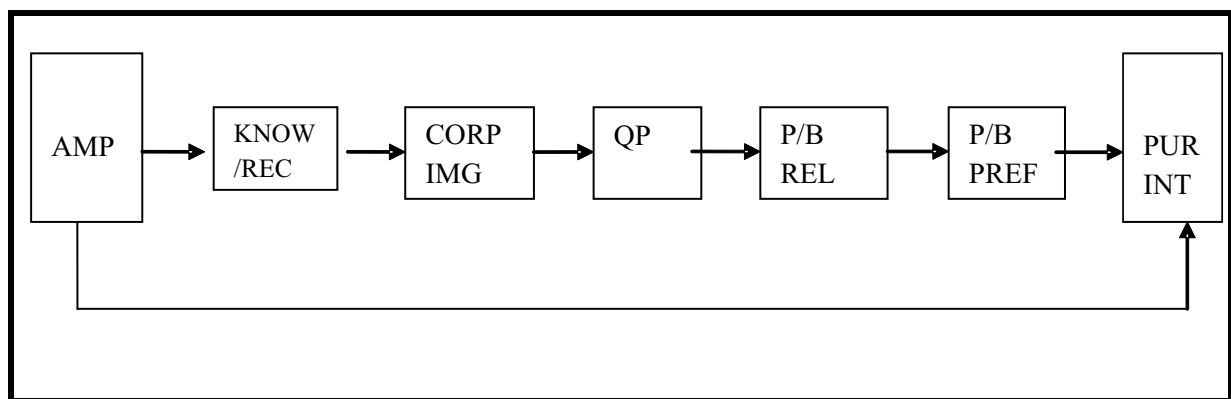 AMP
KNOW
/REC
CORP
IMG
QP
P/B
REL
P/B
PREF
PUR
INT